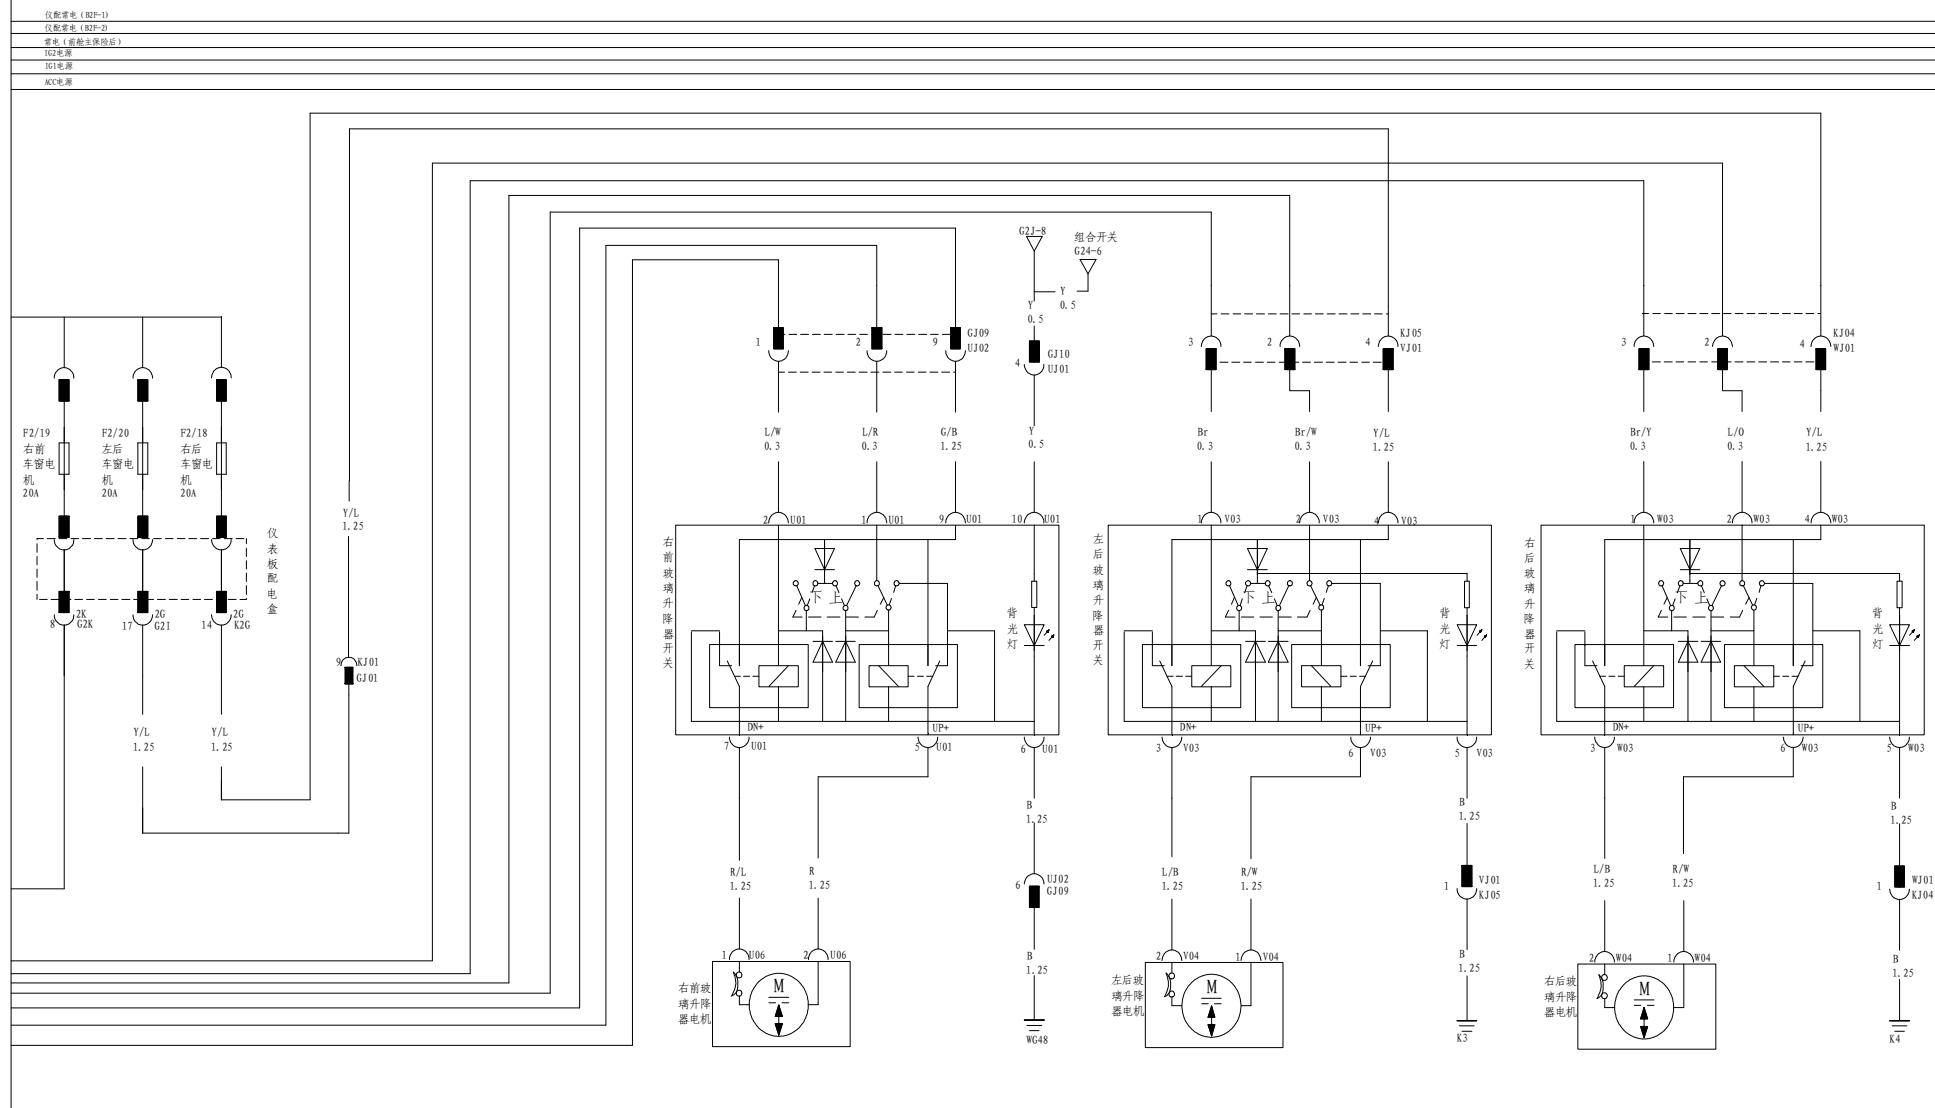 仪配常电(B2F-1)
仪配常电(B2F-2)
常电(前舱主保险后)
IG2电源
IG1电源
ACC电源
F2/19
右前
车窗电
机
20A
F2/20
左后
车窗电
机
20A
F2/18
右后
车窗电
机
20A
仪表板配电盒
8
2K
G2K
17
2G
G2I
14
2G
K2G
Y/L
1.25
Y/L
1.25
Y/L
1.25
9
KJ01
GJ01
G2J-8
组合开关
G24-6
Y
0.5
Y
0.5
1
2
9
GJ09
UJ02
4
GJ10
UJ01
L/W
0.3
L/R
0.3
G/B
1.25
Y
0.5
2
U01
1
U01
9
U01
10
U01
右前玻璃升降器开关
下
上
背光灯
DN+
UP+
7
U01
5
U01
6
U01
R/L
1.25
R
1.25
B
1.25
6
UJ02
GJ09
B
1.25
1
U06
2
U06
右前玻
璃升降
器电机
M
WG48
3
2
4
KJ05
VJ01
Br
0.3
Br/W
0.3
Y/L
1.25
1
V03
2
V03
4
V03
左后玻璃升降器开关
下
上
背光灯
DN+
UP+
3
V03
6
V03
5
V03
L/B
1.25
R/W
1.25
B
1.25
1
VJ01
KJ05
B
1.25
2
V04
1
V04
左后玻
璃升降
器电机
M
K3
3
2
4
KJ04
WJ01
Br/Y
0.3
L/O
0.3
Y/L
1.25
1
W03
2
W03
4
W03
右后玻璃升降器开关
下
上
背光灯
DN+
UP+
3
W03
6
W03
5
W03
L/B
1.25
R/W
1.25
B
1.25
1
WJ01
KJ04
B
1.25
2
W04
1
W04
右后玻
璃升降
器电机
M
K4